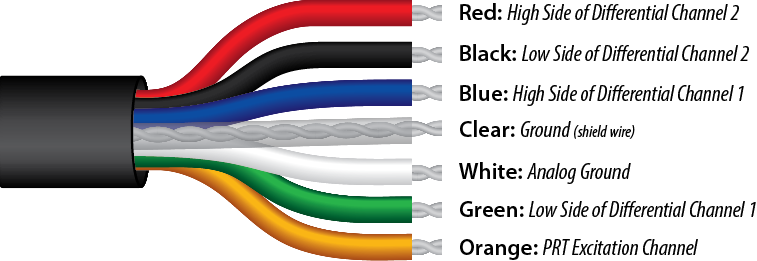 Red: High Side of Differential Channel 2
Black: Low Side of Differential Channel 2
Blue: High Side of Differential Channel 1
Clear: Ground (shield wire)
White: Analog Ground
Green: Low Side of Differential Channel 1
Orange: PRT Excitation Channel